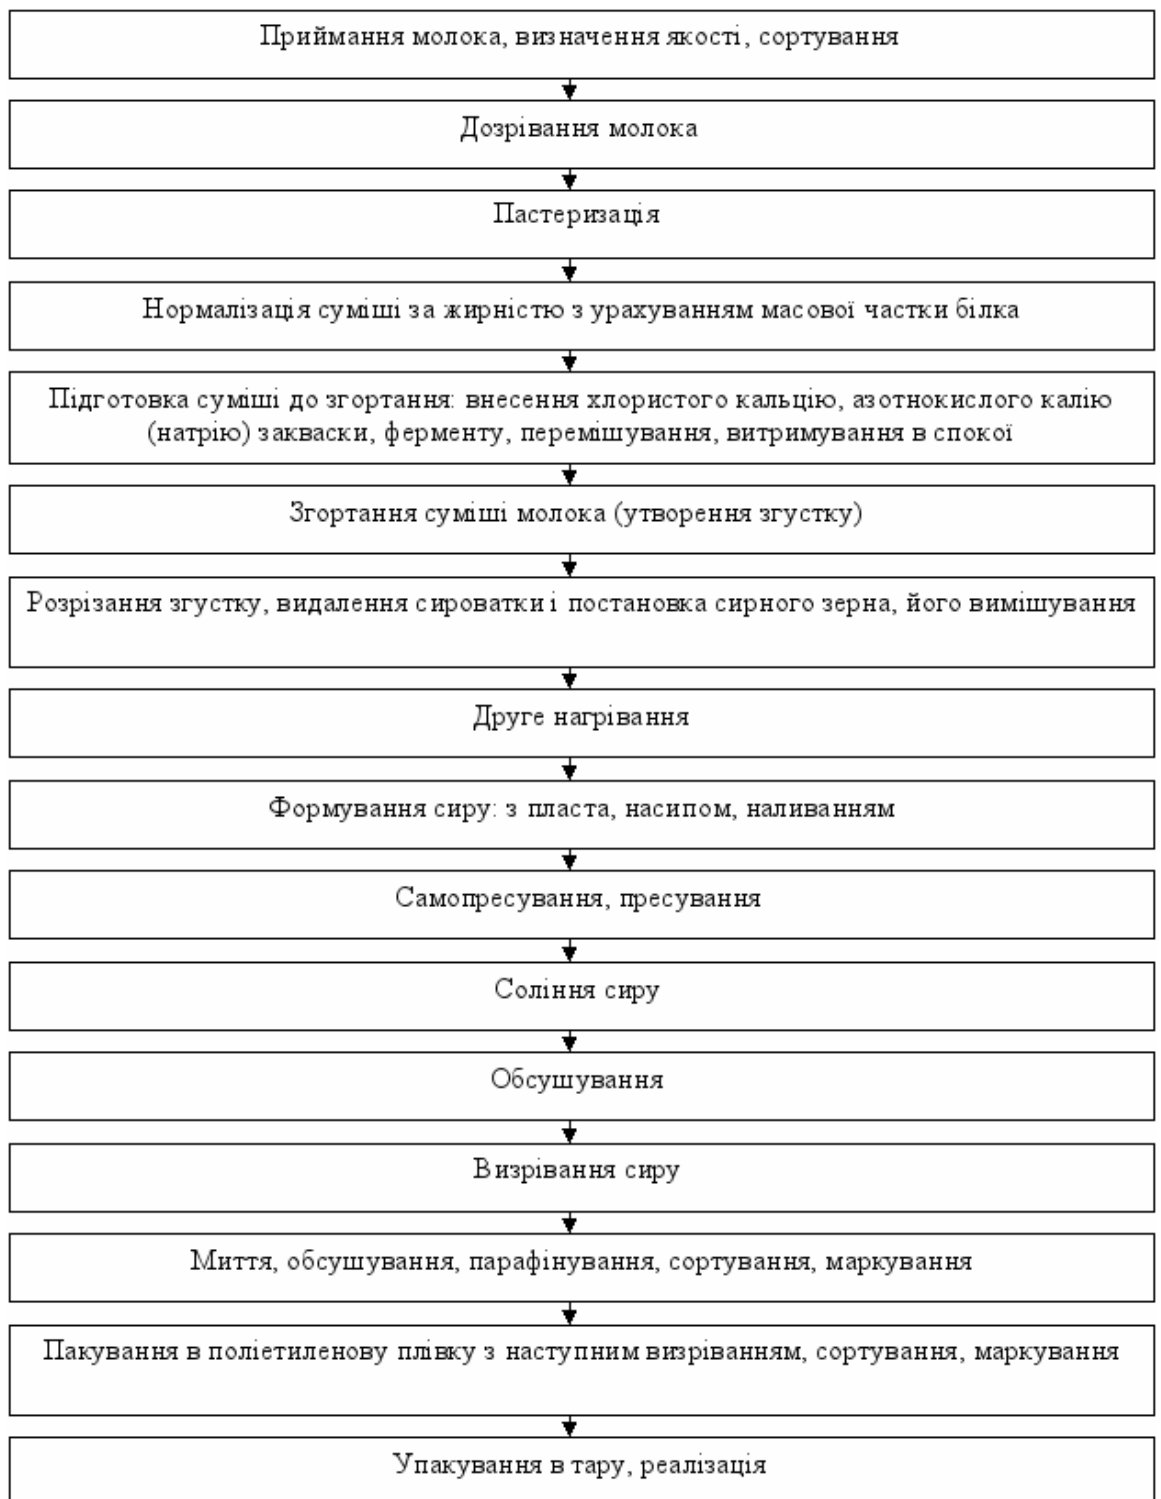 Приймання молока, визначення якості, сортування
Дозрівання молока
Пастеризація
Нормалізація суміші за жирністю з урахуванням масової частки білка
Підготовка суміші до згортання: внесення хлористого кальцію, азотнокислого калію
(натрію) закваски, ферменту, перемішування, витримування в спокої
Згортання суміші молока (утворення згустку)
Розрізання згустку, видалення сироватки і постановка сирного зерна, його вимішування
Друге нагрівання
Формування сиру: з пласта, насипом, наливанням
Самопресування, пресування
Соління сиру
Обсушування
Визрівання сиру
Миття, обсушування, парафінування, сортування, маркування
Пакування в поліетиленову плівку з наступним визріванням, сортування, маркування
Упакування в тару, реалізація